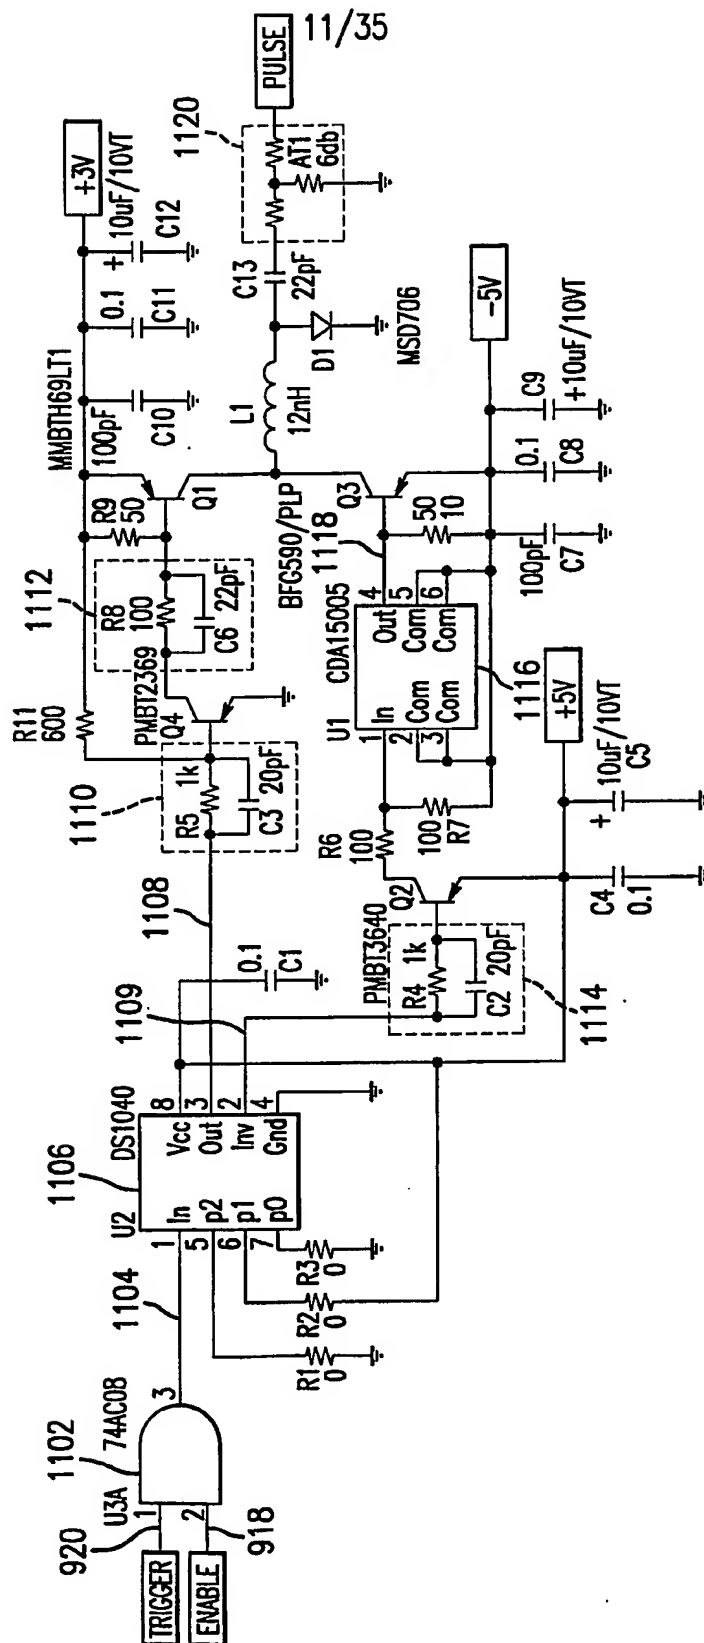 11/35
TRIGGER
ENABLE
920
918
1102
U3A
74AC08
1
2
3
1104
1106
U2
DS1040
1
5
6
7
In
p2
p1
p0
Vcc
Out
Inv
Gnd
8
3
2
4
R1
0
R2
0
R3
0
1109
1108
0.1
C1
1110
R5
1k
C3
20pF
R11
600
PMBT2369
Q4
1112
R8
100
C6
22pF
R9
50
MMBTH69LT1
Q1
100pF
C10
0.1
C11
+ 10uF/10VT
C12
+3V
PMBT3640
R4
1k
C2
20pF
1114
Q2
R6
100
100
R7
C4
0.1
+ 10uF/10VT
C5
+5V
U1
CDA15005
1
2
3
In
Com
Com
Out
Com
Com
4
5
6
1116
1118
BFG590/PLP
Q3
50
10
100pF
C7
0.1
C8
C9
+10uF/10VT
-5V
L1
12nH
D1
MSD706
C13
22pF
1120
AT1
6db
PULSE